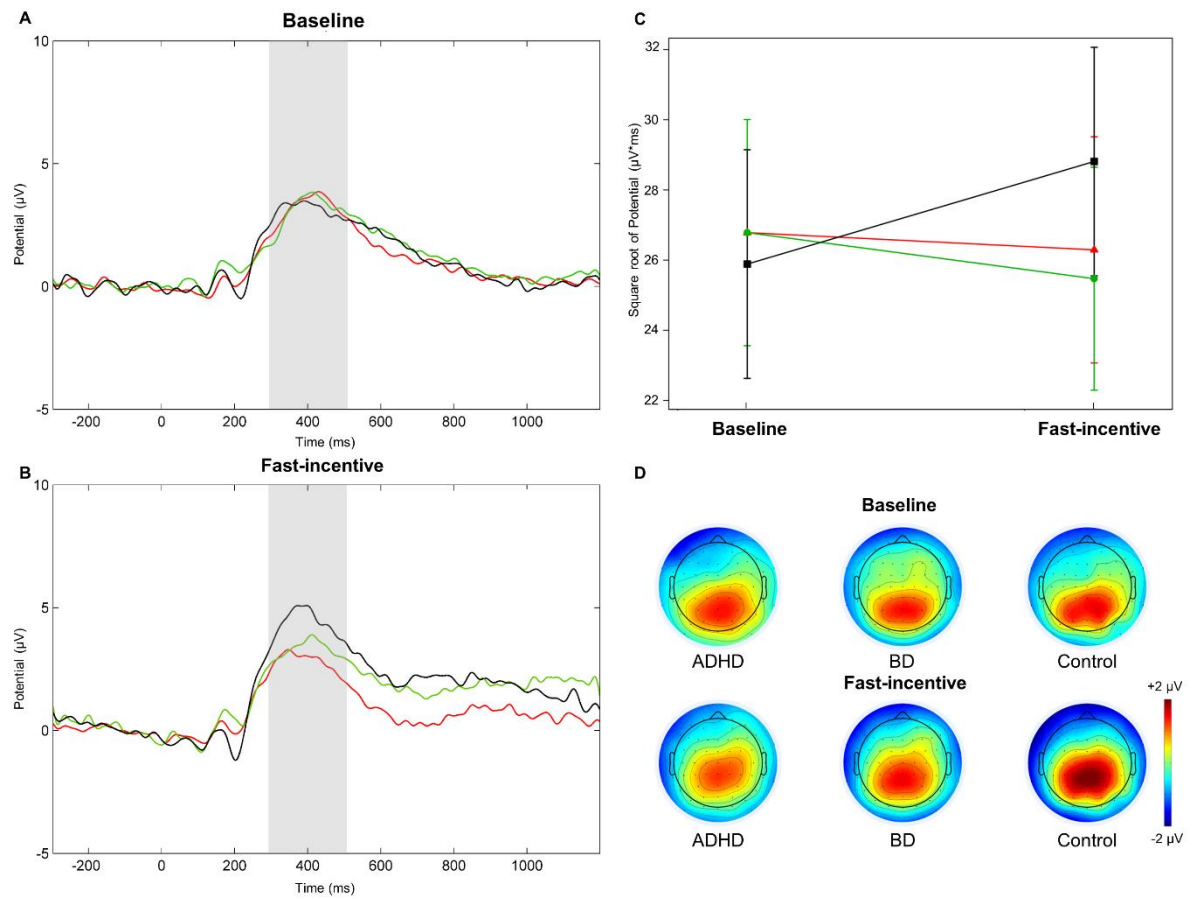 A
Baseline
10
5
0
-5
Potential (µV)
-200 0 200 400 600 800 1000
Time (ms)
B
Fast-incentive
10
5
0
-5
Potential (µV)
-200 0 200 400 600 800 1000
Time (ms)
C
32
30
28
26
24
22
Square root of Potential (µV*ms)
Baseline Fast-incentive
D
Baseline
ADHD BD Control
Fast-incentive
+2 µV
-2 µV
ADHD BD Control